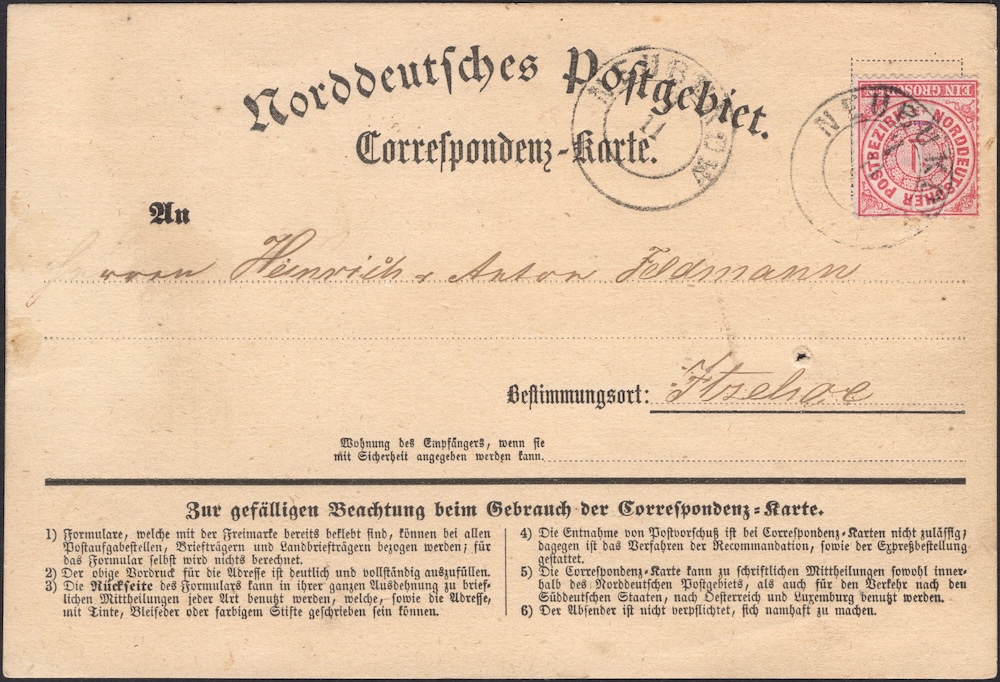 Norddeutsches Postgebiet.
Correspondenz-Karte.
NEUBUKOW
11
NEUBUKOW
EIN GROSCHEN
NORDDEUTSCHER POSTBEZIRK
1
An
Herren Heinrich & Anton Feldmann
Bestimmungsort: Itzehoe
Wohnung des Empfängers, wenn sie
mit Sicherheit angegeben werden kann.
Zur gefälligen Beachtung beim Gebrauch der Correspondenz-Karte.
1) Formulare, welche mit der Freimarke bereits beklebt sind, können bei allen
Postausgabestellen, Briefträgern und Landbriefträgern bezogen werden; für
das Formular selbst wird nichts berechnet.
2) Der obige Vordruck für die Adresse ist deutlich und vollständig auszufüllen.
3) Die Rückseite des Formulars kann in ihrer ganzen Ausdehnung zu brief-
lichen Mittheilungen jeder Art benutzt werden, welche, sowie die Adresse,
mit Tinte, Bleifeder oder farbigem Stifte geschrieben sein können.
4) Die Entnahme von Postvorschuß ist bei Correspondenz-Karten nicht zulässig;
dagegen ist das Verfahren der Recommandation, sowie der Expreßbestellung
gestattet.
5) Die Correspondenz-Karte kann zu schriftlichen Mittheilungen sowohl inner-
halb des Norddeutschen Postgebiets, als auch für den Verkehr nach den
Süddeutschen Staaten, nach Oesterreich und Luxemburg benutzt werden.
6) Der Absender ist nicht verpflichtet, sich namhaft zu machen.